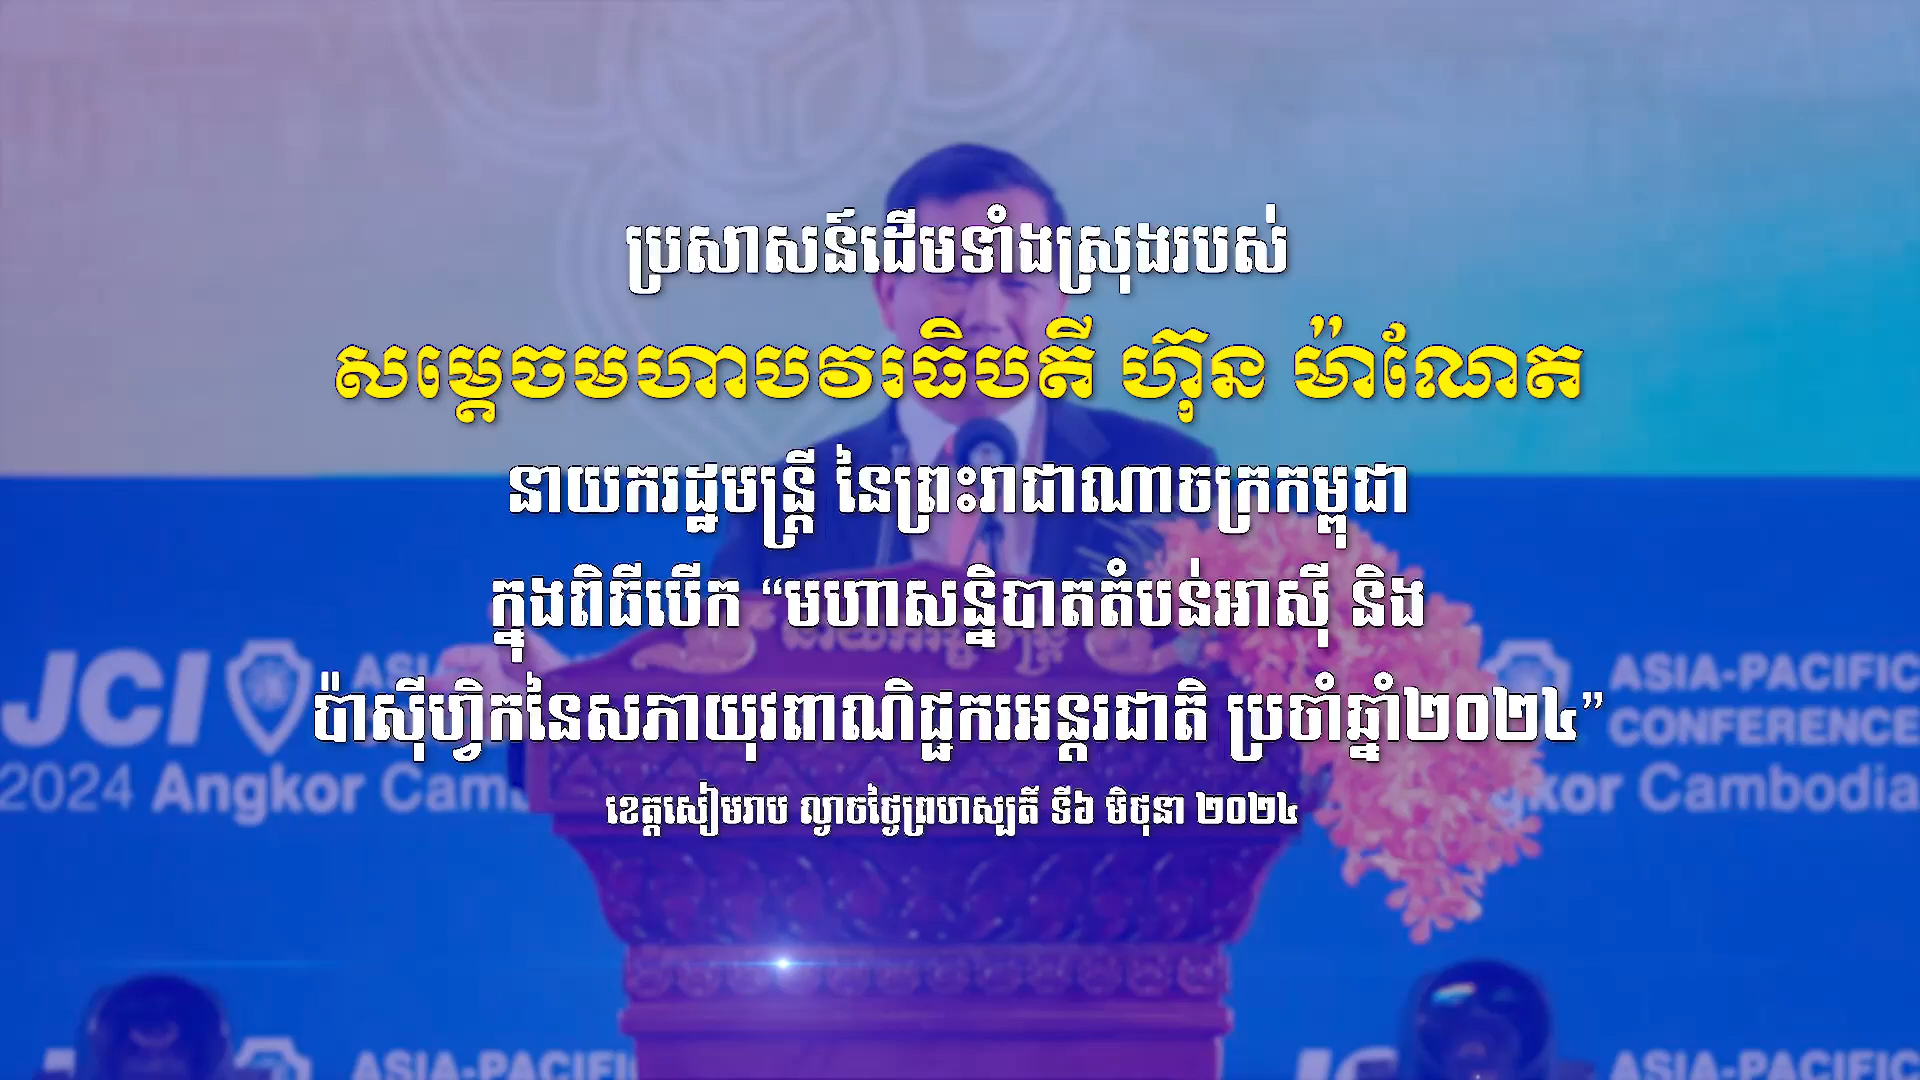 ប្រសាសន៍ដើមទាំងស្រុងរបស់
សម្តេចមហាបវរធិបតី ហ៊ុន ម៉ាណែត
នាយករដ្ឋមន្ត្រី នៃព្រះរាជាណាចក្រកម្ពុជា
ក្នុងពិធីបើក “មហាសន្និបាតតំបន់អាស៊ី និង
ប៉ាស៊ីហ្វិកនៃសភាយុវពាណិជ្ជករអន្តរជាតិ ប្រចាំឆ្នាំ២០២៤”
ខេត្តសៀមរាប ល្ងាចថ្ងៃព្រហស្បតិ៍ ទី៦ មិថុនា ២០២៤
JCI ASIA-PACIFIC
CONFERENCE
2024 Angkor Cambodia
ASIA-PACIFIC
ASIA-PACIFIC